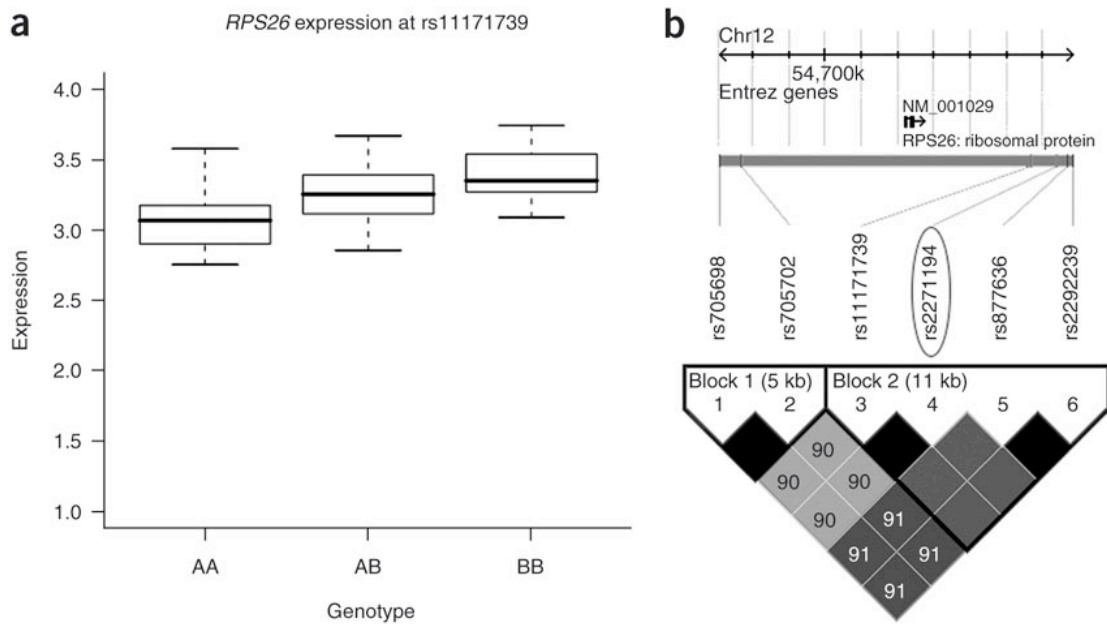 a
RPS26 expression at rs11171739
Expression
4.0
3.5
3.0
2.5
2.0
1.5
1.0
AA AB BB
Genotype
b
Chr12
54,700k
Entrez genes
NM_001029
RPS26: ribosomal protein
rs705698
rs705702
rs11171739
rs2271194
rs877636
rs2292239
Block 1 (5 kb) Block 2 (11 kb)
1 2 3 4 5 6
90
90 90
90 91
91 91
91